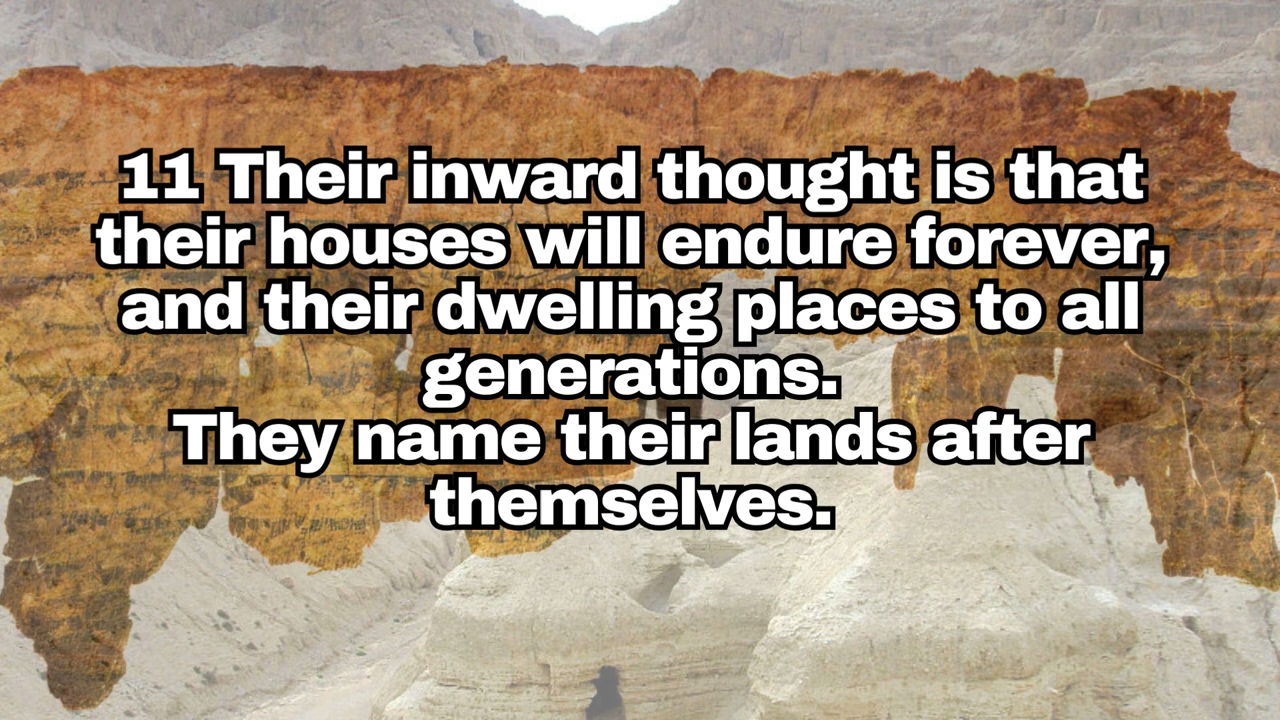 11 Their inward thought is that
their houses will endure forever,
and their dwelling places to all
generations.
They name their lands after
themselves.